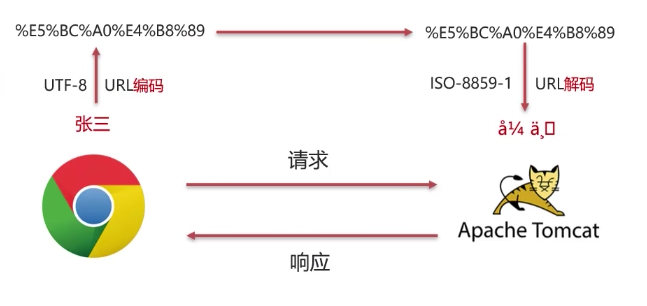 %E5%BC%A0%E4%B8%89 %E5%BC%A0%E4%B8%89
UTF-8 URL编码 ISO-8859-1 URL解码
张三 å¼ ä¸
请求
Apache Tomcat
响应